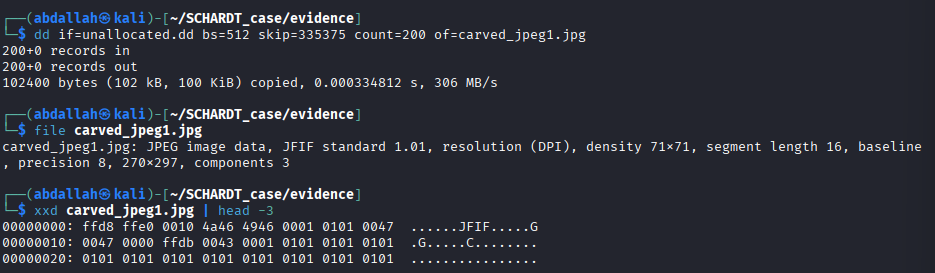 ┌──(abdallah㉿kali)-[~/SCHARDT_case/evidence]
└─$ dd if=unallocated.dd bs=512 skip=335375 count=200 of=carved_jpeg1.jpg
200+0 records in
200+0 records out
102400 bytes (102 kB, 100 KiB) copied, 0.000334812 s, 306 MB/s
┌──(abdallah㉿kali)-[~/SCHARDT_case/evidence]
└─$ file carved_jpeg1.jpg
carved_jpeg1.jpg: JPEG image data, JFIF standard 1.01, resolution (DPI), density 71×71, segment length 16, baseline
, precision 8, 270×297, components 3
┌──(abdallah㉿kali)-[~/SCHARDT_case/evidence]
└─$ xxd carved_jpeg1.jpg | head -3
00000000: ffd8 ffe0 0010 4a46 4946 0001 0101 0047  ......JFIF.....G
00000010: 0047 0000 ffdb 0043 0001 0101 0101 0101  .G.....C........
00000020: 0101 0101 0101 0101 0101 0101 0101 0101  ................